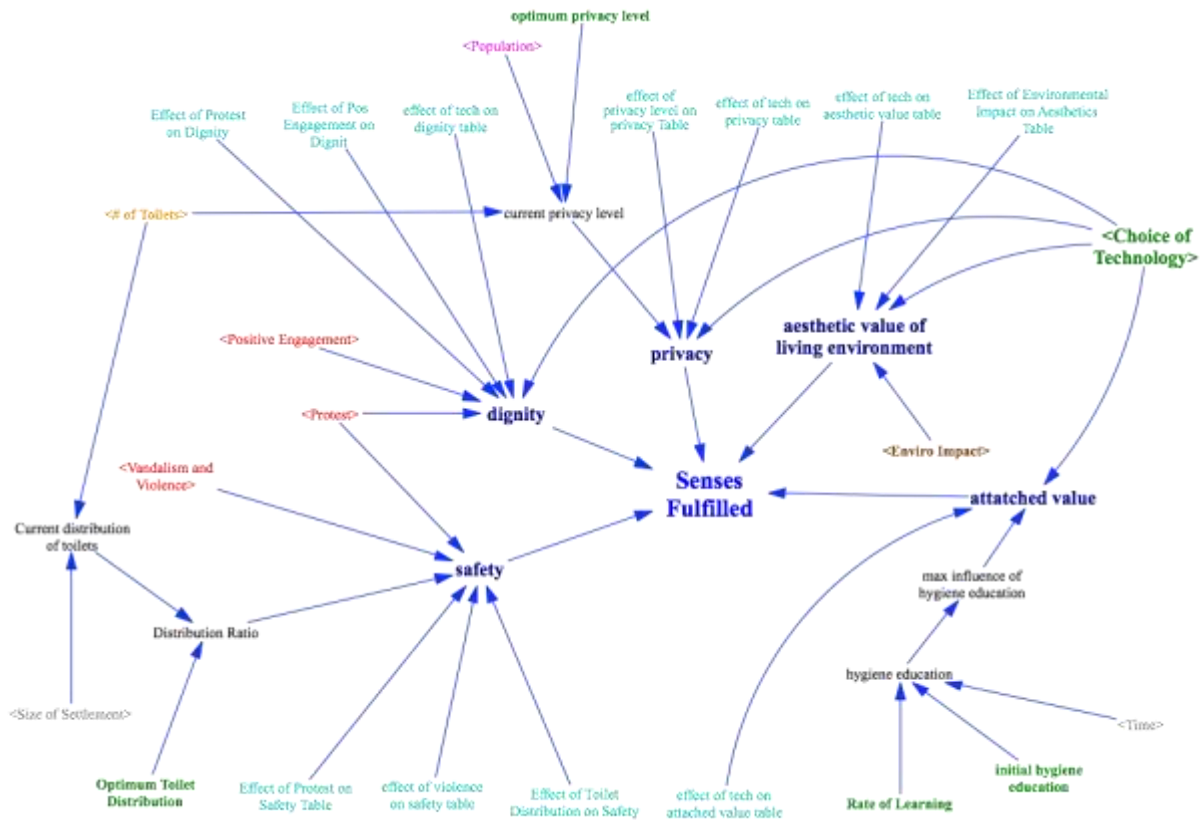 optimum privacy level
<Population>
Effect of Protest
on Dignity
Effect of Pos
Engagement on
Dignit
effect of tech on
dignity table
effect of
privacy level on
privacy Table
effect of tech on
privacy table
effect of tech on
aesthetic value table
Effect of Environmental
Impact on Aesthetics
Table
<# of Toilets>
current privacy level
<Choice of
Technology>
<Positive Engagement>
privacy
aesthetic value of
living environment
<Protest>
dignity
<Enviro Impact>
<Vandalism and
Violence>
Senses
Fulfilled
attatched value
Current distribution
of toilets
safety
max influence of
hygiene education
Distribution Ratio
hygiene education
<Size of Settlement>
<Time>
Optimum Toilet
Distribution
Effect of Protest on
Safety Table
effect of violence
on safety table
Effect of Toilet
Distribution on Safety
effect of tech on
attached value table
Rate of Learning
initial hygiene
education